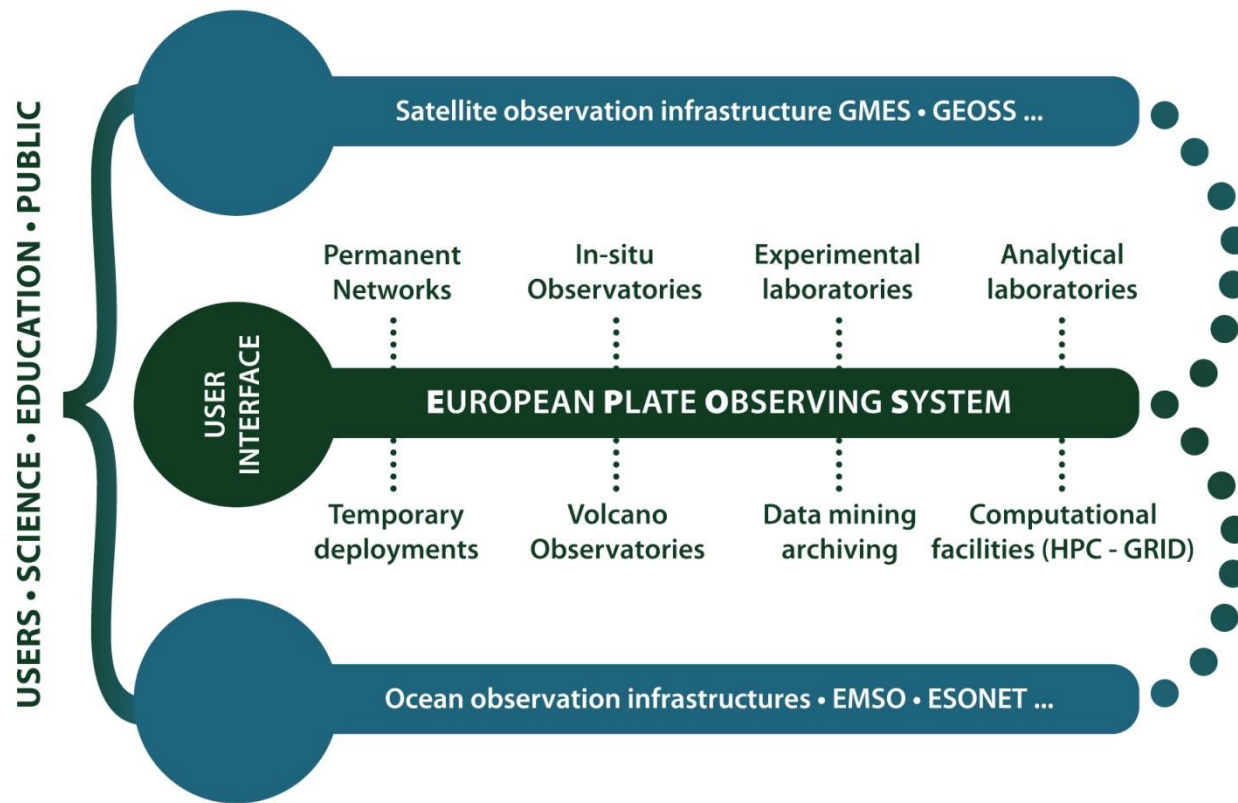 USERS • SCIENCE • EDUCATION • PUBLIC
Satellite observation infrastructure GMES • GEOSS ...
Permanent
Networks
In-situ
Observatories
Experimental
laboratories
Analytical
laboratories
USER
INTERFACE
EUROPEAN PLATE OBSERVING SYSTEM
Temporary
deployments
Volcano
Observatories
Data mining
archiving
Computational
facilities (HPC - GRID)
Ocean observation infrastructures • EMSO • ESONET ...